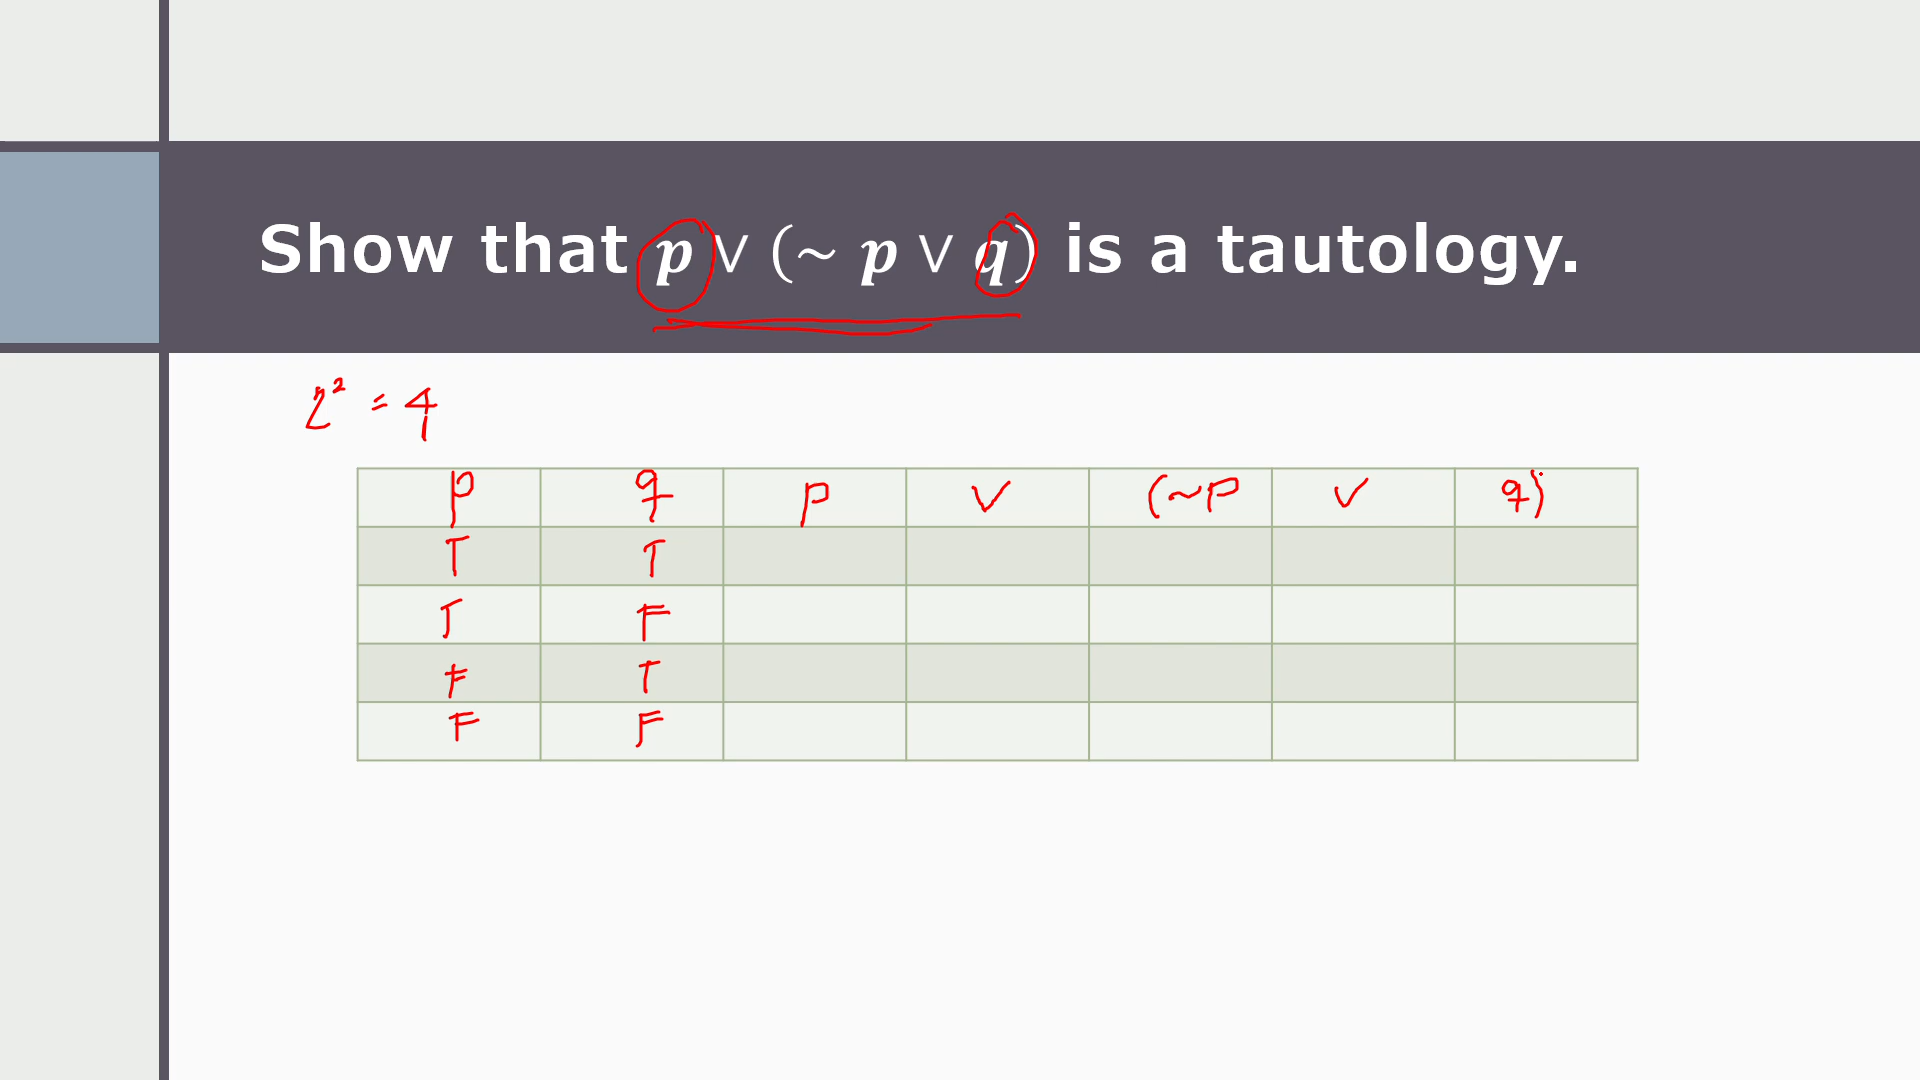 Show that p ∨ (~ p ∨ q) is a tautology.
2² = 4
p q p ∨ (~p ∨ q)
T T
T F
F T
F F